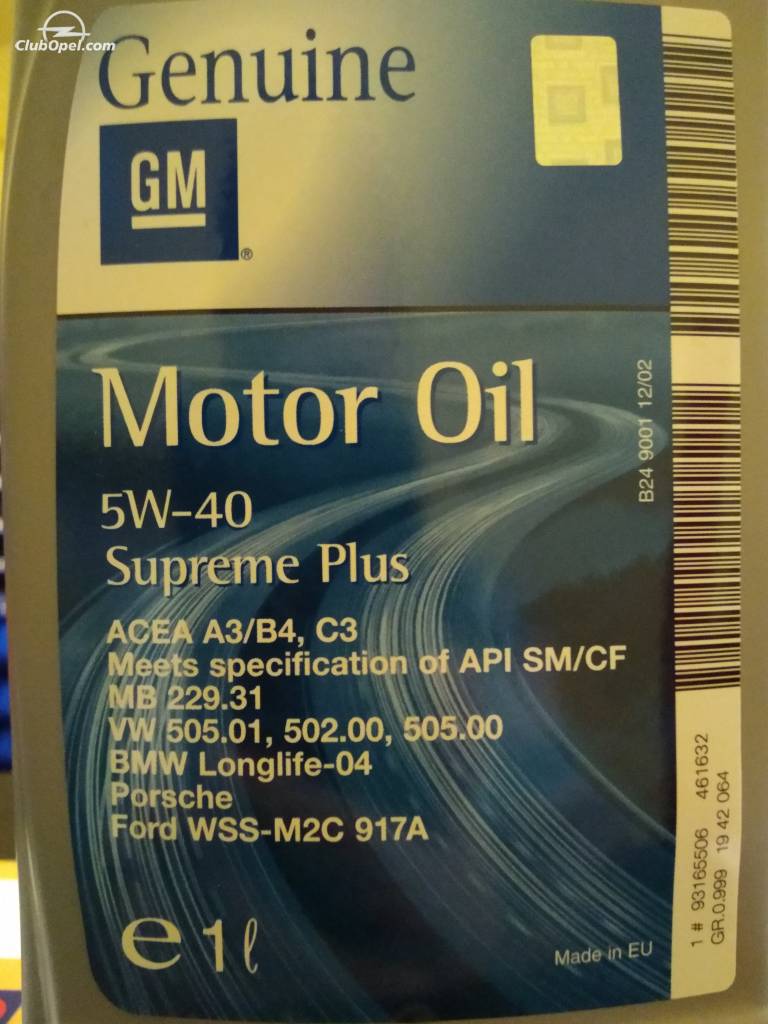 ClubOpel.com
Genuine
GM
®
Motor Oil
5W-40
Supreme Plus
ACEA A3/B4, C3
Meets specification of API SM/CF
MB 229.31
VW 505.01, 502.00, 505.00
BMW Longlife-04
Porsche
Ford WSS-M2C 917A
e 1ℓ
Made in EU
B24 9001 12/02
1 # 93165506 461632
GR.0.999 19 42 064